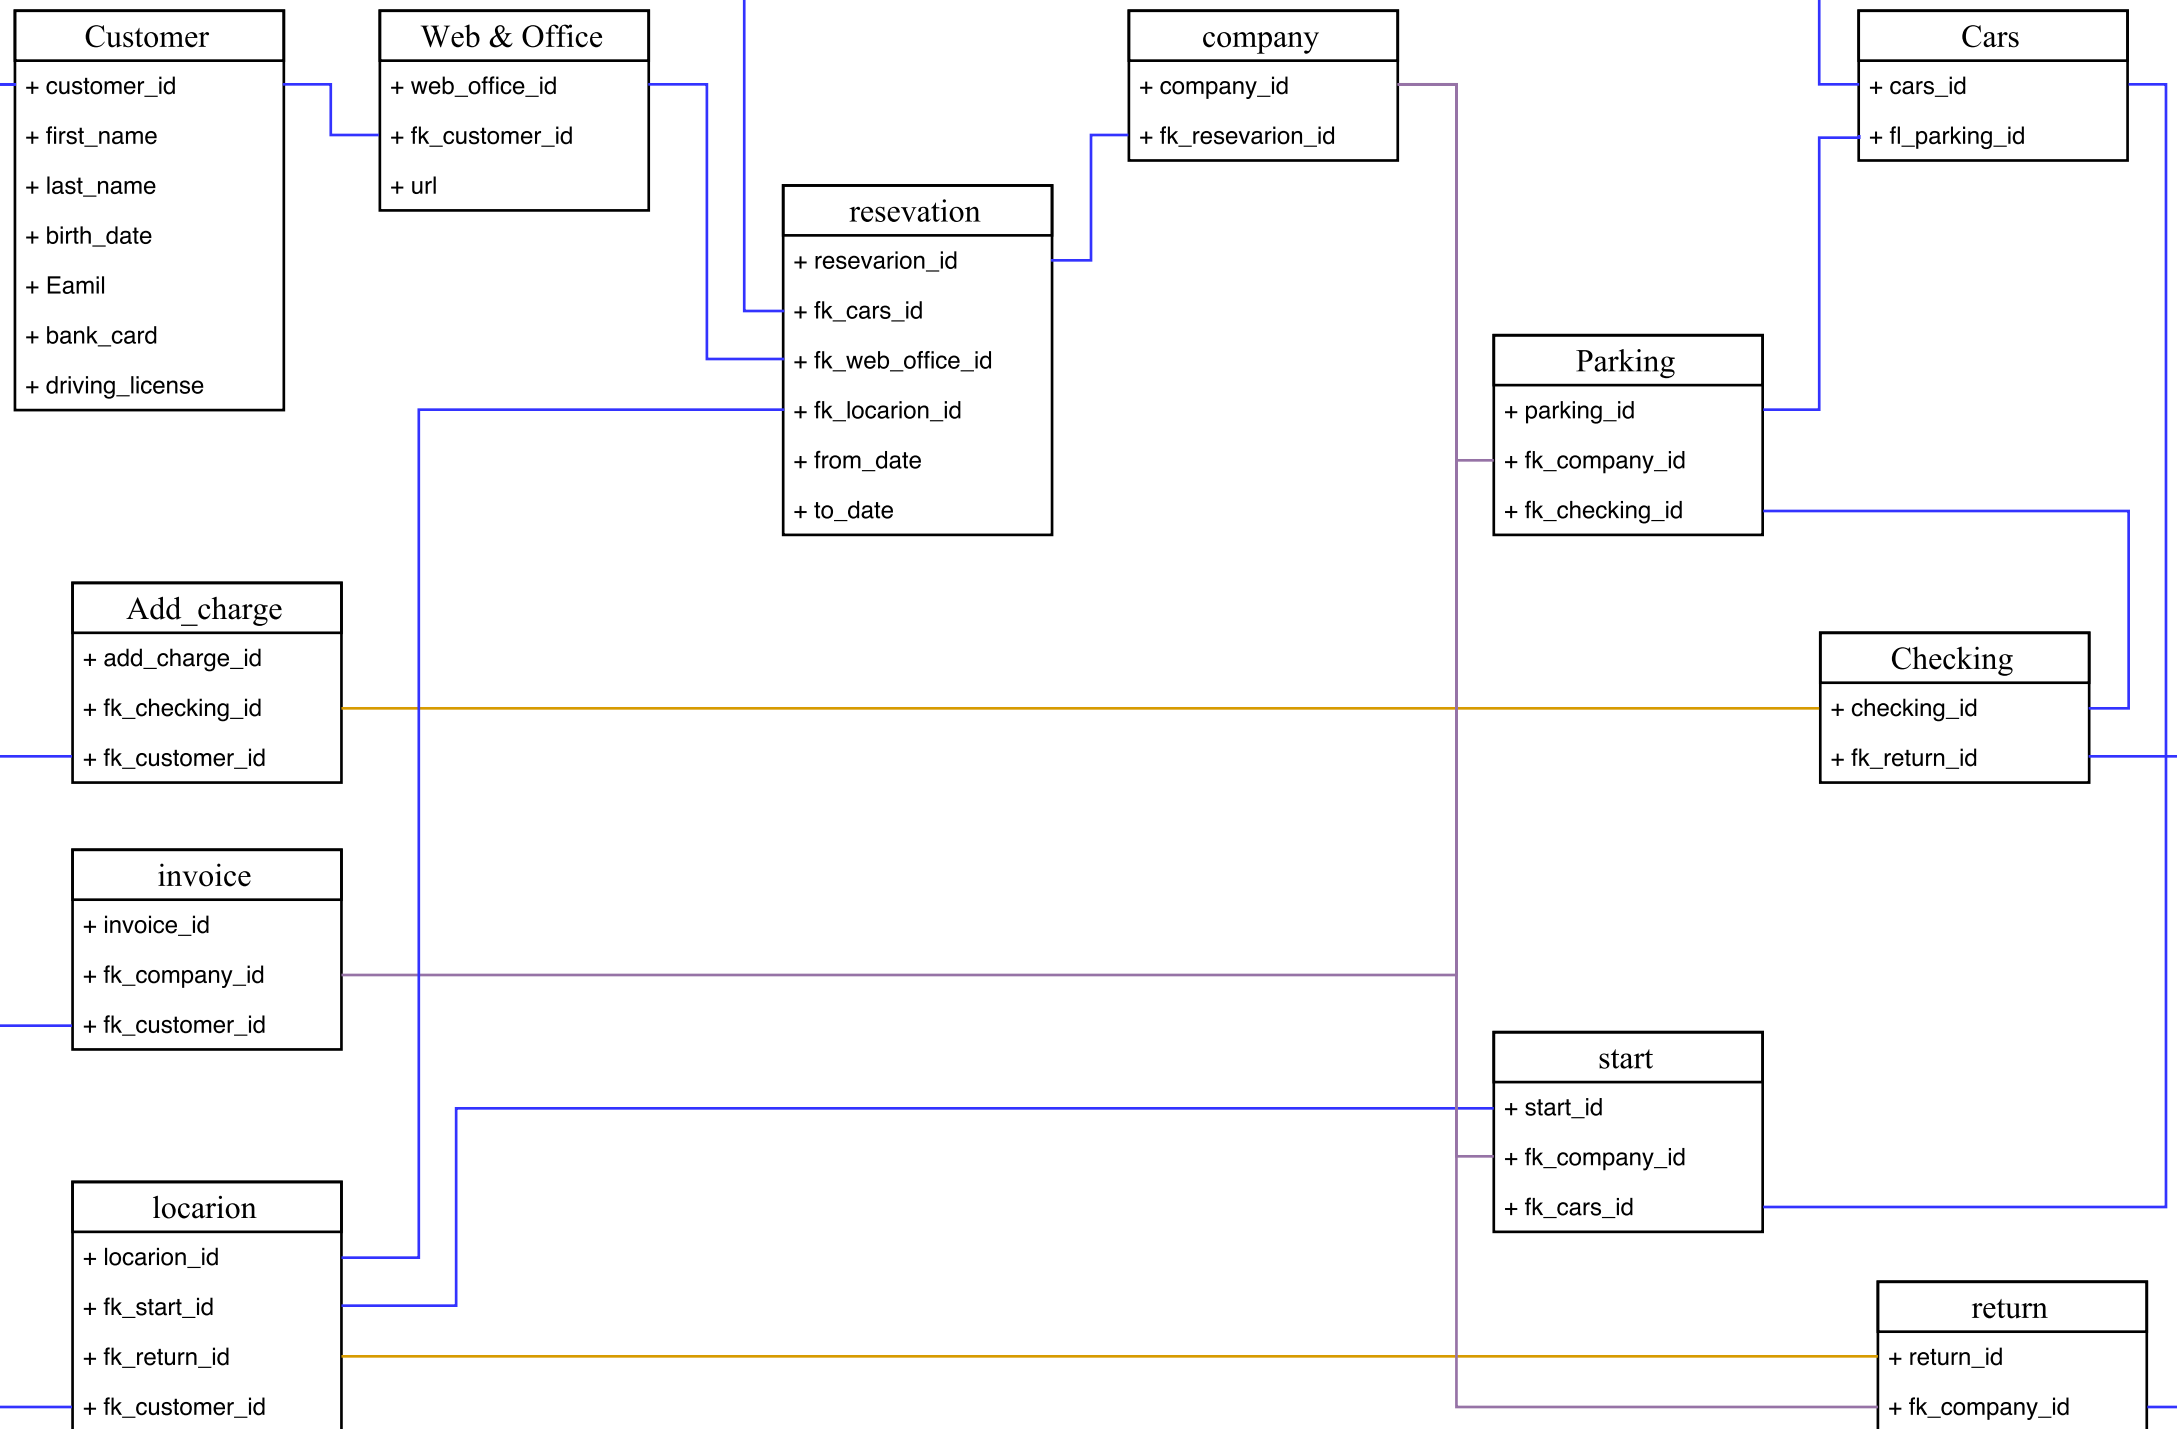 Customer
+ customer_id
+ first_name
+ last_name
+ birth_date
+ Eamil
+ bank_card
+ driving_license
Web & Office
+ web_office_id
+ fk_customer_id
+ url
resevation
+ resevarion_id
+ fk_cars_id
+ fk_web_office_id
+ fk_locarion_id
+ from_date
+ to_date
company
+ company_id
+ fk_resevarion_id
Cars
+ cars_id
+ fl_parking_id
Parking
+ parking_id
+ fk_company_id
+ fk_checking_id
Add_charge
+ add_charge_id
+ fk_checking_id
+ fk_customer_id
Checking
+ checking_id
+ fk_return_id
invoice
+ invoice_id
+ fk_company_id
+ fk_customer_id
start
+ start_id
+ fk_company_id
+ fk_cars_id
locarion
+ locarion_id
+ fk_start_id
+ fk_return_id
+ fk_customer_id
return
+ return_id
+ fk_company_id